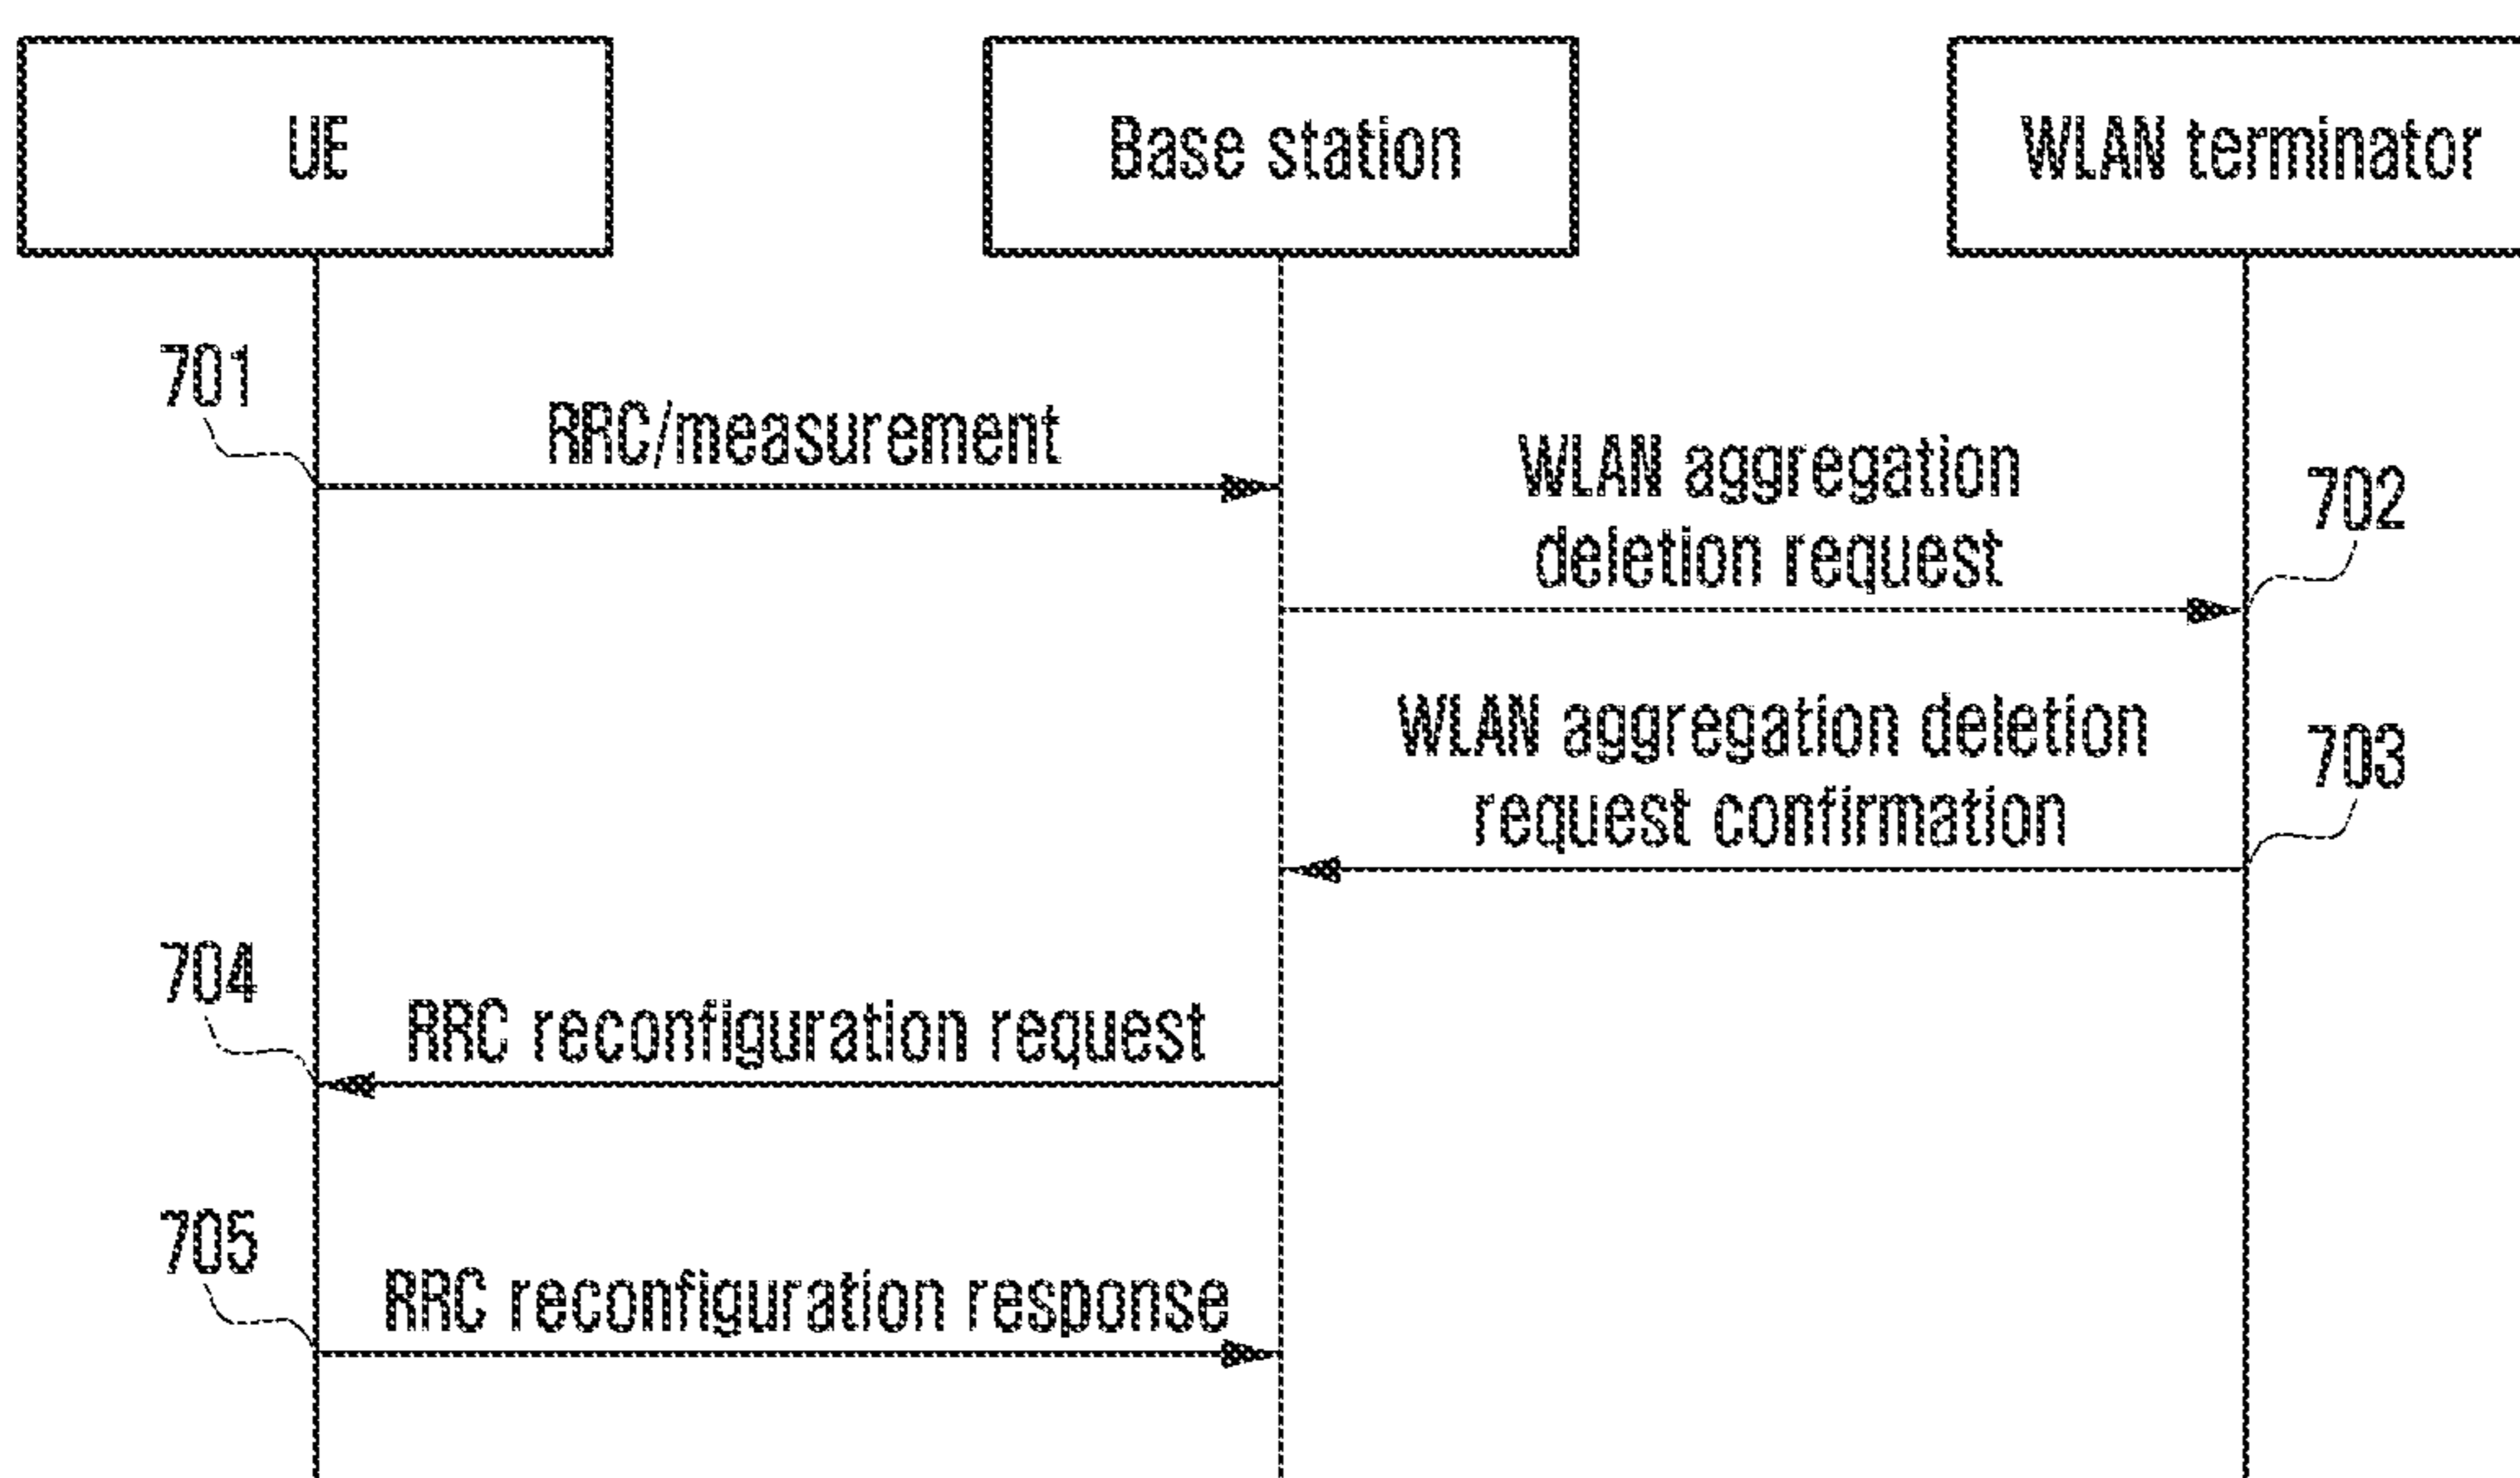 UE
Base station
WLAN terminator
701
RRC/measurement
WLAN aggregation
deletion request
702
WLAN aggregation deletion
request confirmation
703
704
RRC reconfiguration request
705
RRC reconfiguration response